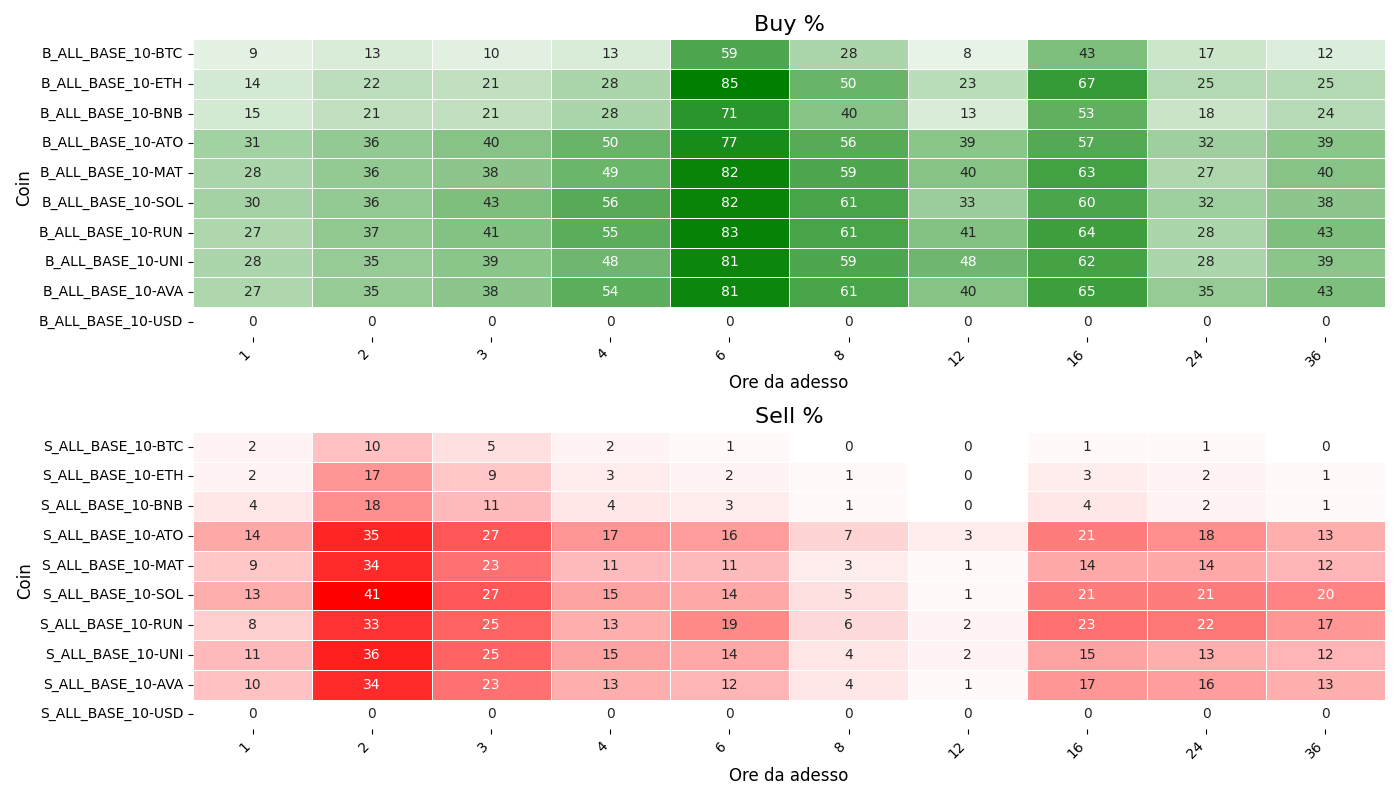 Buy %
B_ALL_BASE_10-BTC 9 13 10 13 59 28 8 43 17 12
B_ALL_BASE_10-ETH 14 22 21 28 85 50 23 67 25 25
B_ALL_BASE_10-BNB 15 21 21 28 71 40 13 53 18 24
B_ALL_BASE_10-ATO 31 36 40 50 77 56 39 57 32 39
B_ALL_BASE_10-MAT 28 36 38 49 82 59 40 63 27 40
B_ALL_BASE_10-SOL 30 36 43 56 82 61 33 60 32 38
B_ALL_BASE_10-RUN 27 37 41 55 83 61 41 64 28 43
B_ALL_BASE_10-UNI 28 35 39 48 81 59 48 62 28 39
B_ALL_BASE_10-AVA 27 35 38 54 81 61 40 65 35 43
B_ALL_BASE_10-USD 0 0 0 0 0 0 0 0 0 0
Coin
1 2 3 4 6 8 12 16 24 36
Ore da adesso
Sell %
S_ALL_BASE_10-BTC 2 10 5 2 1 0 0 1 1 0
S_ALL_BASE_10-ETH 2 17 9 3 2 1 0 3 2 1
S_ALL_BASE_10-BNB 4 18 11 4 3 1 0 4 2 1
S_ALL_BASE_10-ATO 14 35 27 17 16 7 3 21 18 13
S_ALL_BASE_10-MAT 9 34 23 11 11 3 1 14 14 12
S_ALL_BASE_10-SOL 13 41 27 15 14 5 1 21 21 20
S_ALL_BASE_10-RUN 8 33 25 13 19 6 2 23 22 17
S_ALL_BASE_10-UNI 11 36 25 15 14 4 2 15 13 12
S_ALL_BASE_10-AVA 10 34 23 13 12 4 1 17 16 13
S_ALL_BASE_10-USD 0 0 0 0 0 0 0 0 0 0
Coin
1 2 3 4 6 8 12 16 24 36
Ore da adesso